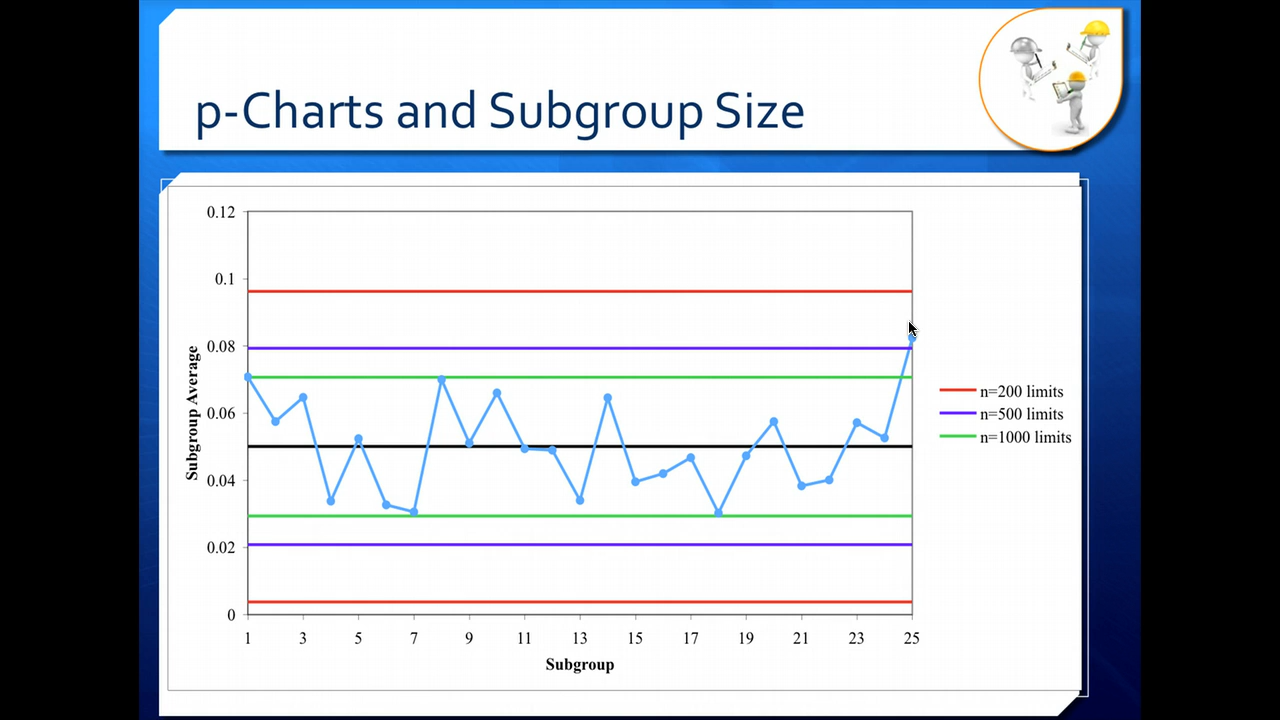 p-Charts and Subgroup Size
0.12
0.1
0.08
0.06
0.04
0.02
0
Subgroup Average
1 3 5 7 9 11 13 15 17 19 21 23 25
Subgroup
n=200 limits
n=500 limits
n=1000 limits